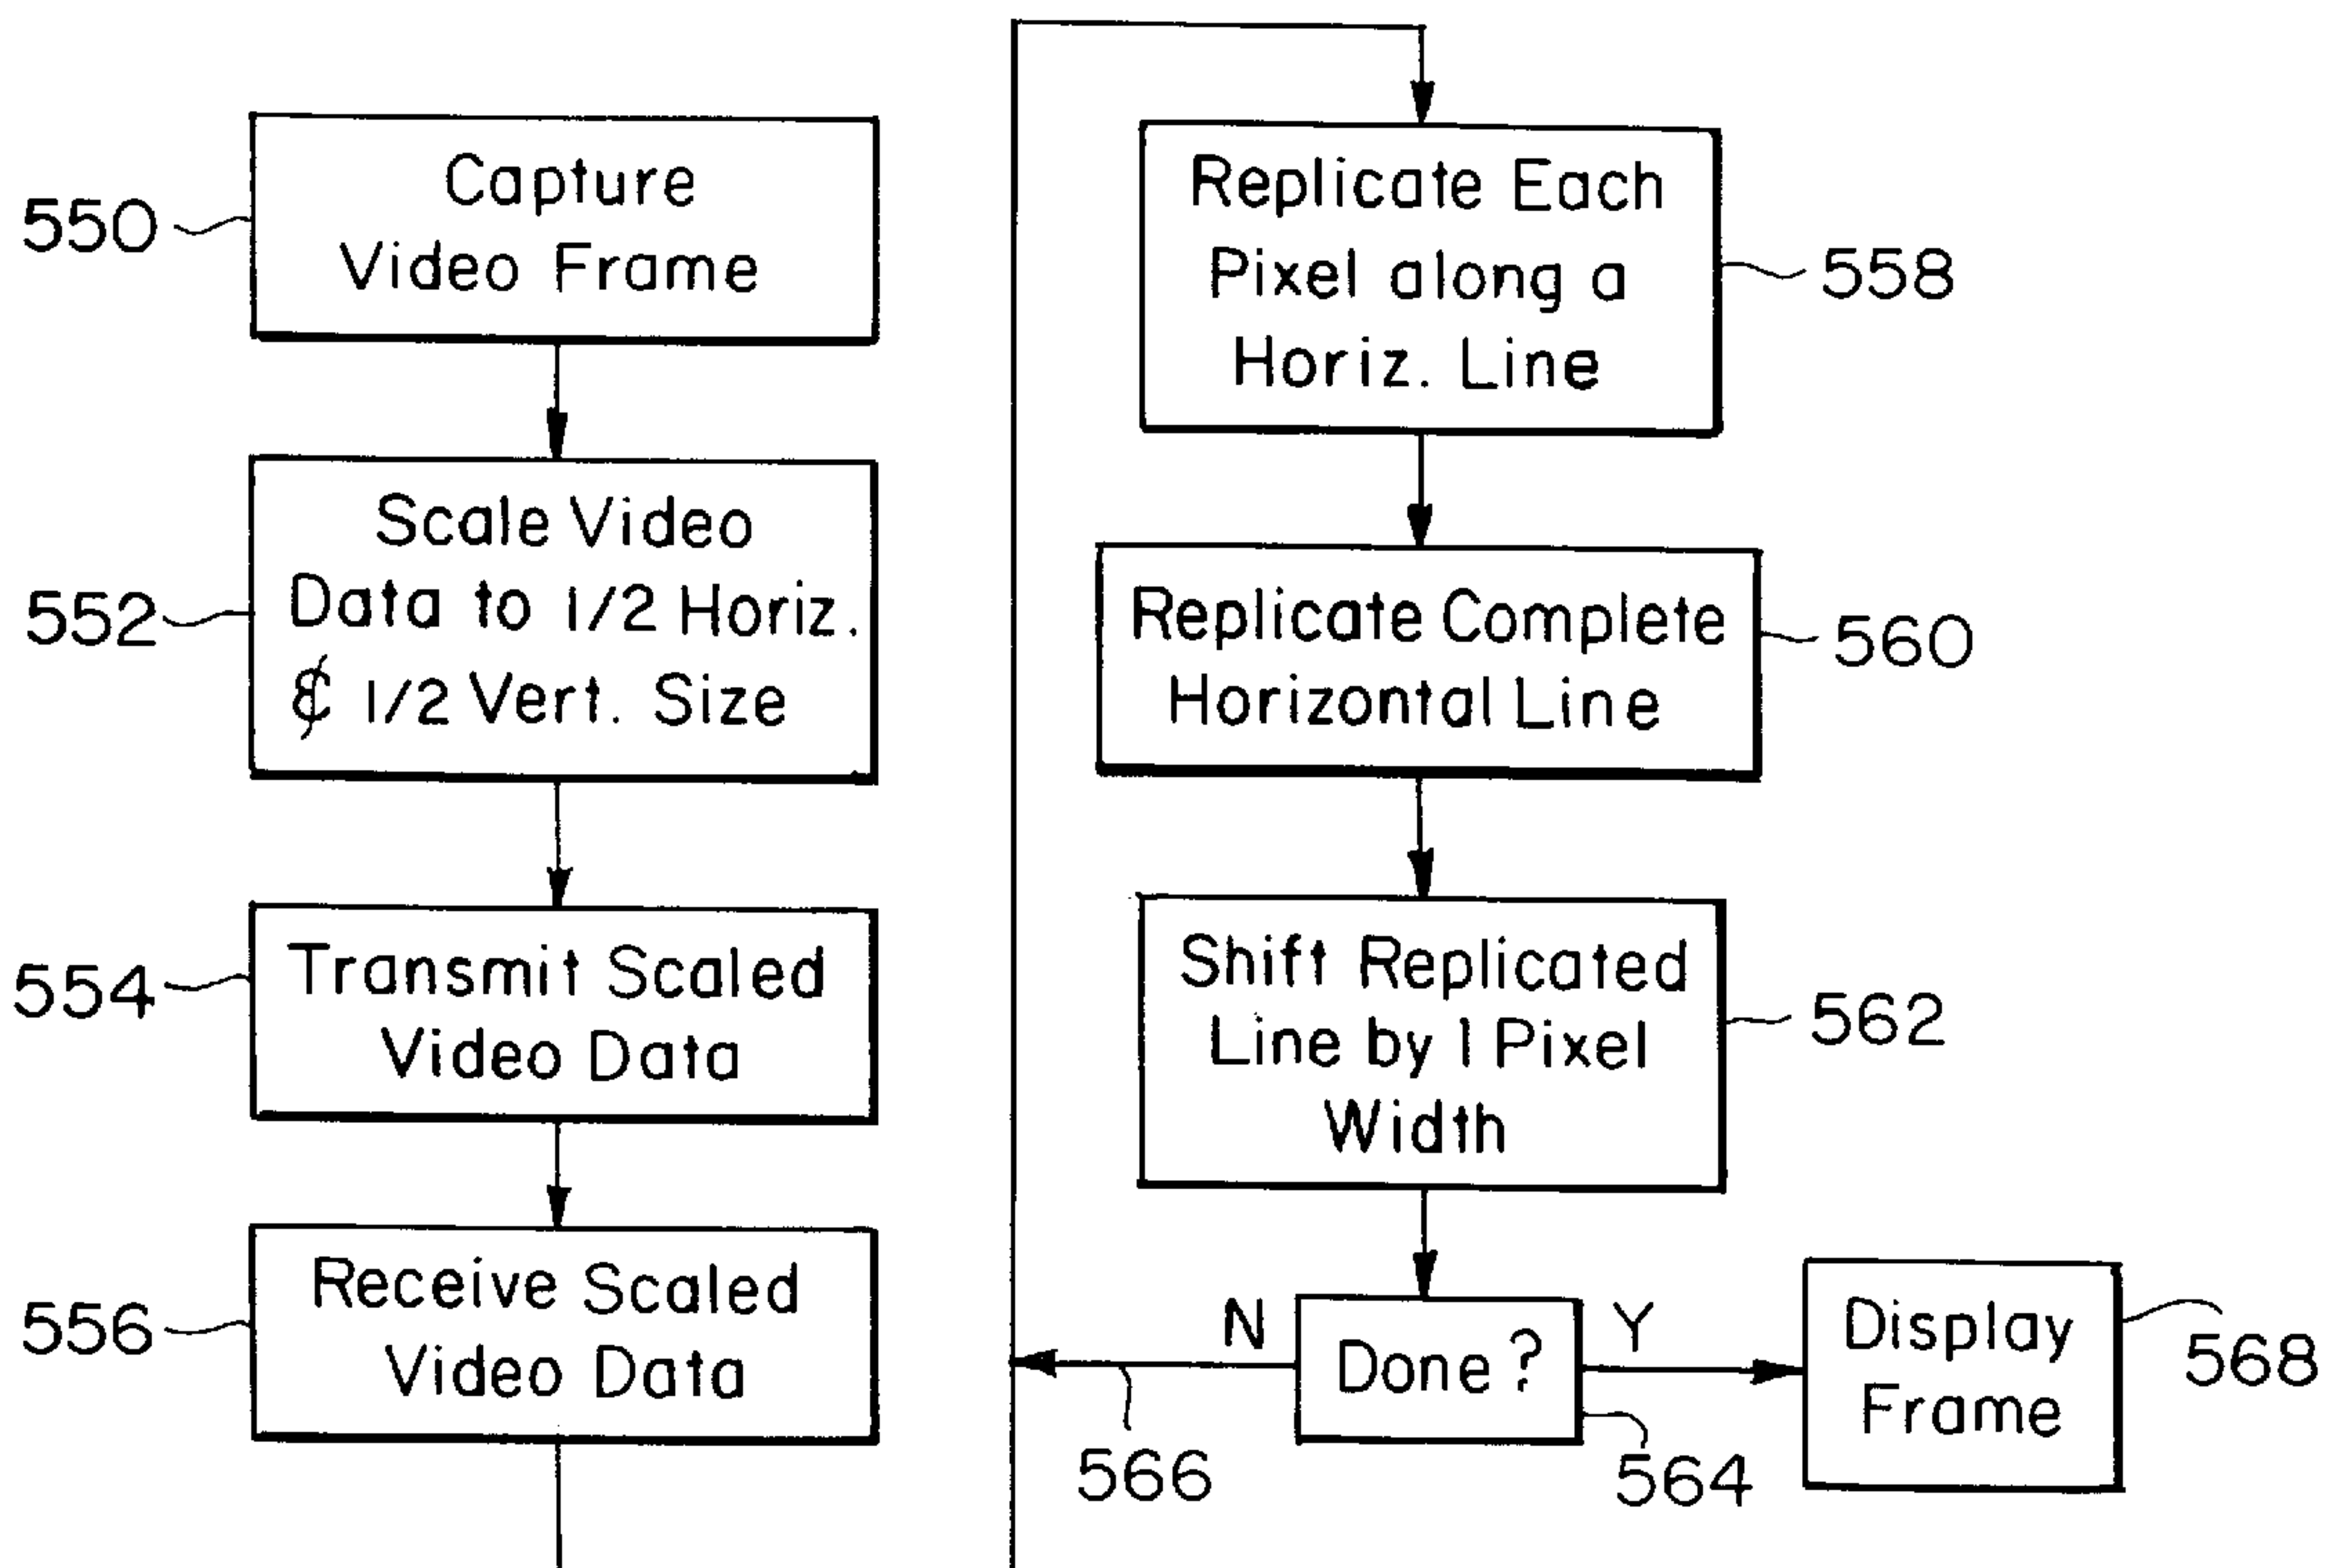 550
Capture
Video Frame
552
Scale Video
Data to 1/2 Horiz.
& 1/2 Vert. Size
554
Transmit Scaled
Video Data
556
Receive Scaled
Video Data
Replicate Each
Pixel along a
Horiz. Line
558
Replicate Complete
Horizontal Line
560
Shift Replicated
Line by 1 Pixel
Width
562
N
Done?
Y
566
564
Display
Frame
568